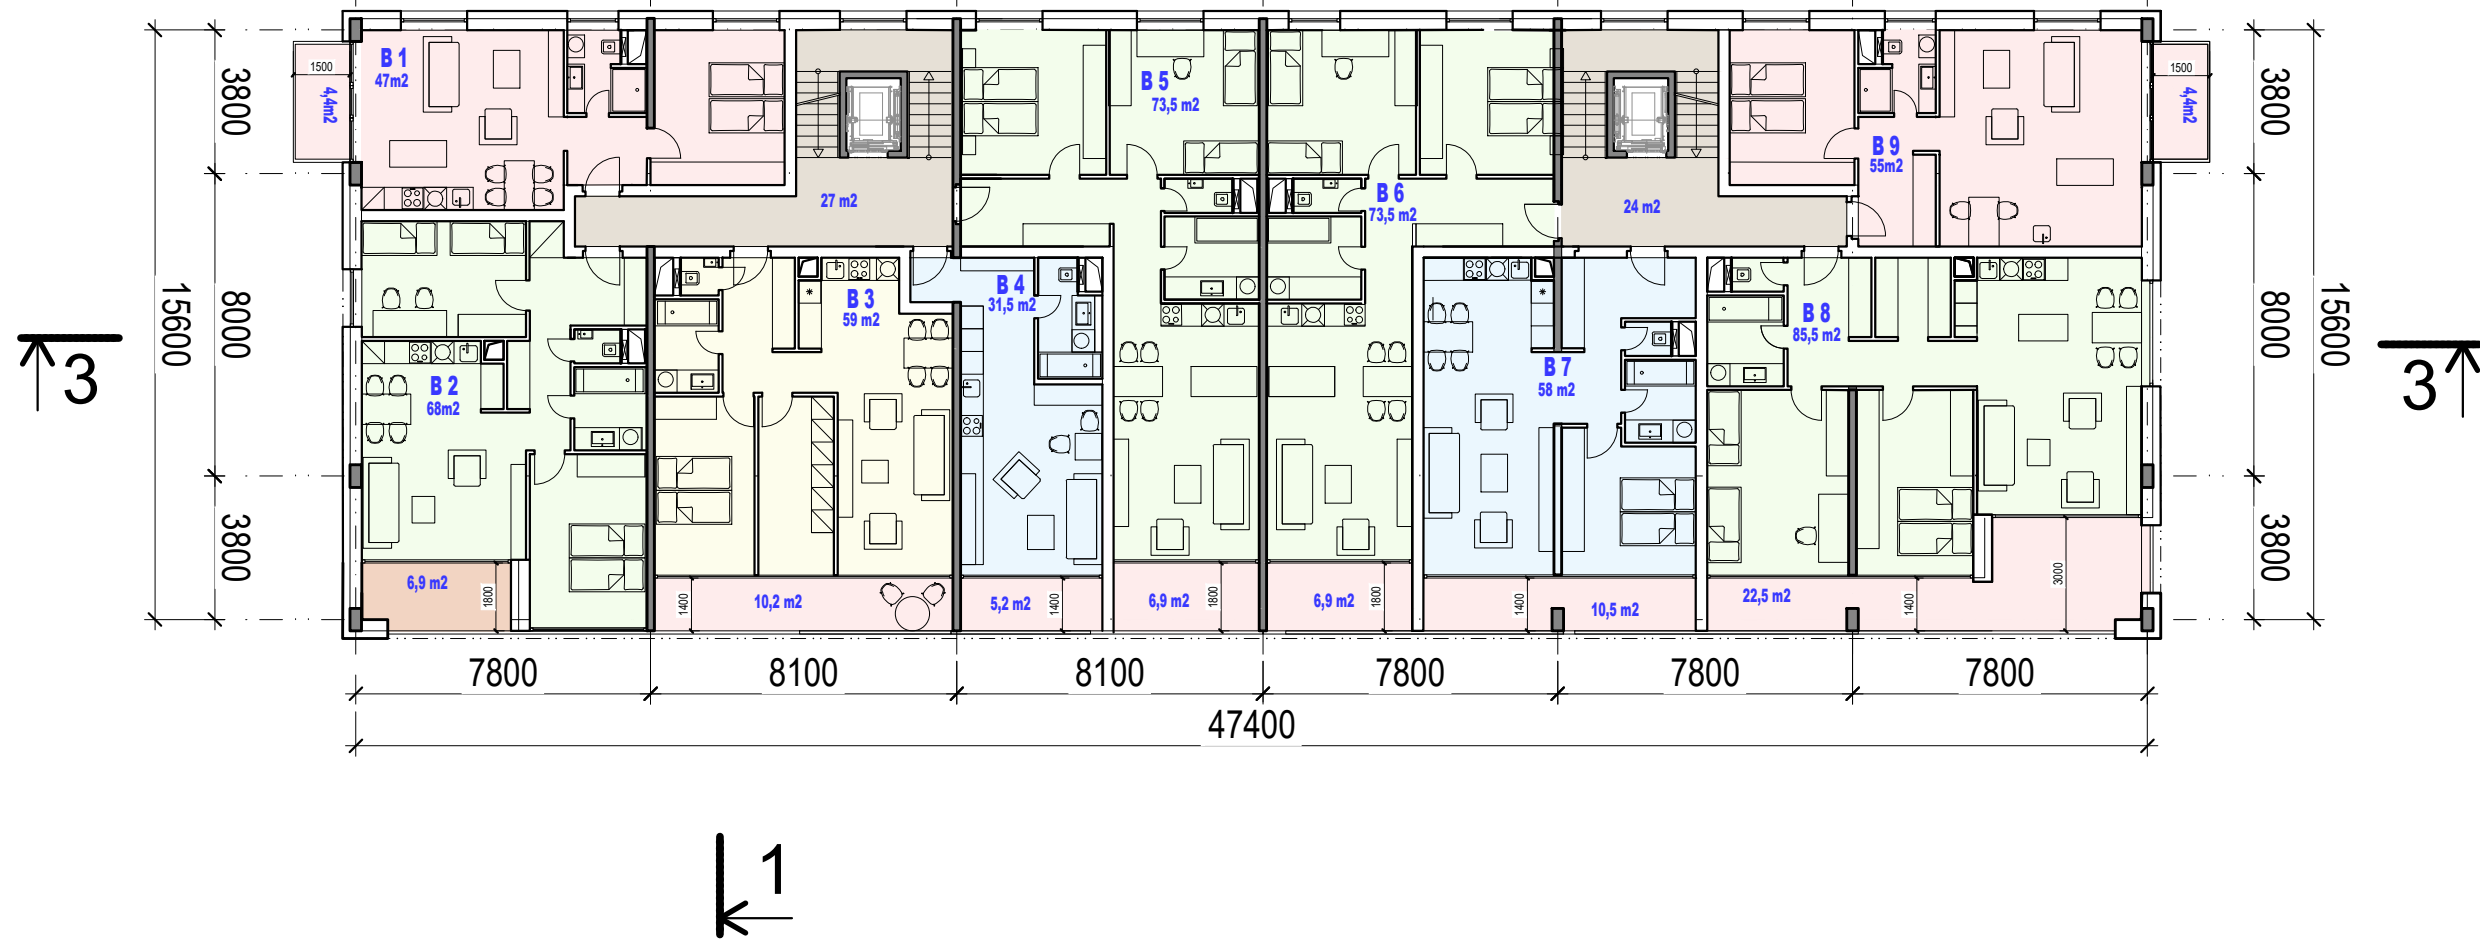 B 1
47m2
1500
4,4m2
B 5
73,5 m2
B 6
73,5 m2
B 9
55m2
1500
4,4m2
27 m2
24 m2
B 2
68m2
B 3
59 m2
B 4
31,5 m2
B 7
58 m2
B 8
85,5 m2
6,9 m2
1800
1400
10,2 m2
5,2 m2
1400
6,9 m2
1800
6,9 m2
1800
1400
10,5 m2
22,5 m2
1400
3000
3800
8000
3800
15600
3800
8000
3800
15600
3
3
7800
8100
8100
7800
7800
7800
47400
1